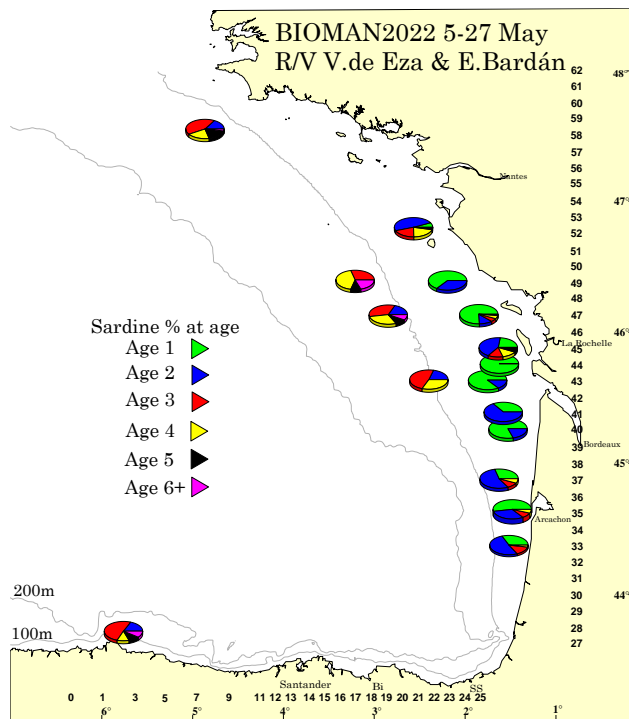 BIOMAN2022 5-27 May
R/V V.de Eza & E.Bardán
62
48°
61
60
59
58
57
56
Nantes
55
54
47°
53
52
51
50
49
48
47
46°
46
La Rochelle
45
44
43
42
41
40
Bordeaux
39
45°
38
37
36
35
Arcachon
34
33
32
31
30
44°
29
28
27
Sardine % at age
Age 1
Age 2
Age 3
Age 4
Age 5
Age 6+
200m
100m
Santander Bi SS
0 1 3 5 7 9 11 12 13 14 15 16 17 18 19 20 21 22 23 24 25
6° 5° 4° 3° 2° 1°